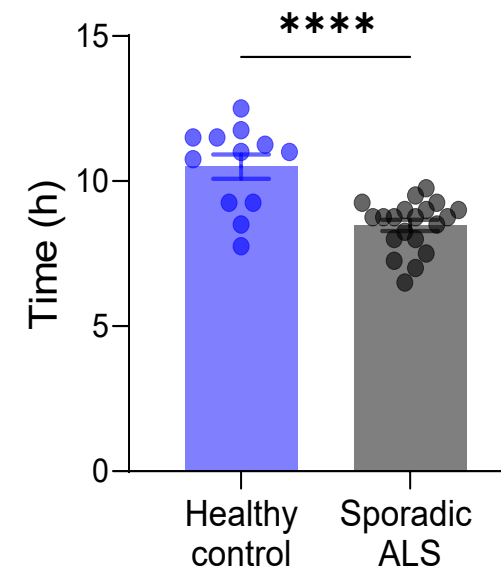 ****
15
10
5
0
Time (h)
Healthy
control
Sporadic
ALS